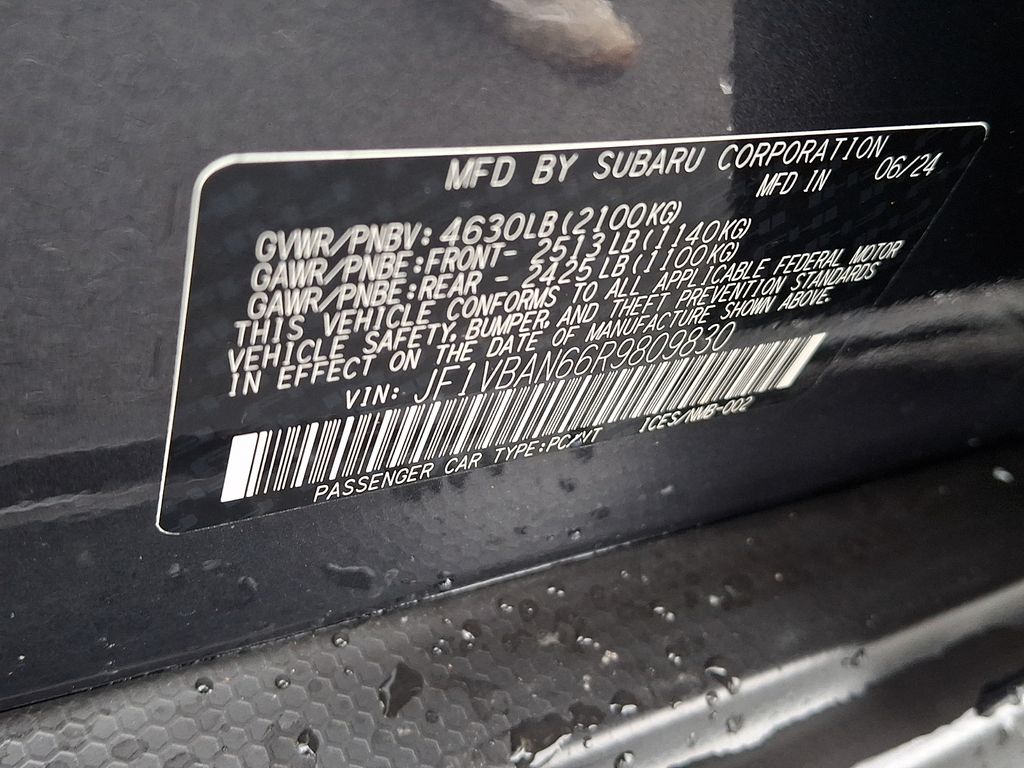 MFD BY SUBARU CORPORATION
MFD IN 06/24
GVWR/PNBV: 4630LB(2100KG)
GAWR/PNBE:FRONT- 2513LB(1140KG)
GAWR/PNBE:REAR - 2425LB(1100KG)
THIS VEHICLE CONFORMS TO ALL APPLICABLE FEDERAL MOTOR
VEHICLE SAFETY, BUMPER, AND THEFT PREVENTION STANDARDS
IN EFFECT ON THE DATE OF MANUFACTURE SHOWN ABOVE.
VIN: JF1VBAN66R9809830
PASSENGER CAR TYPE:PC/VT ICES/NMB-002